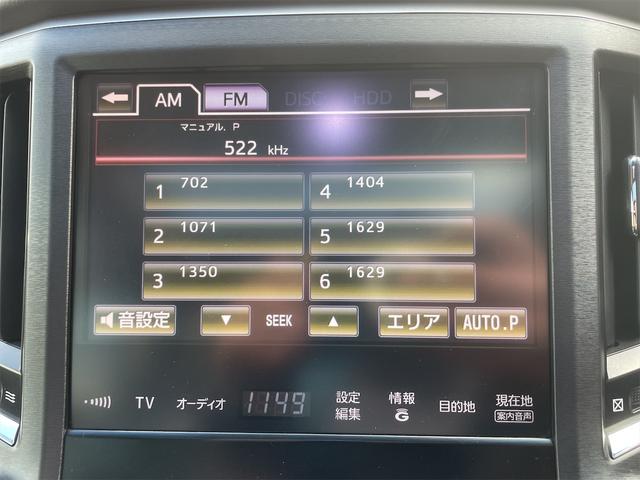 AM FM DISC HDD
マニュアル. P
522 kHz
1 702
4 1404
2 1071
5 1629
3 1350
6 1629
音設定 ▼ SEEK ▲ エリア AUTO.P
TV オーディオ 1149 設定編集 情報G 目的地 現在地
案内音声